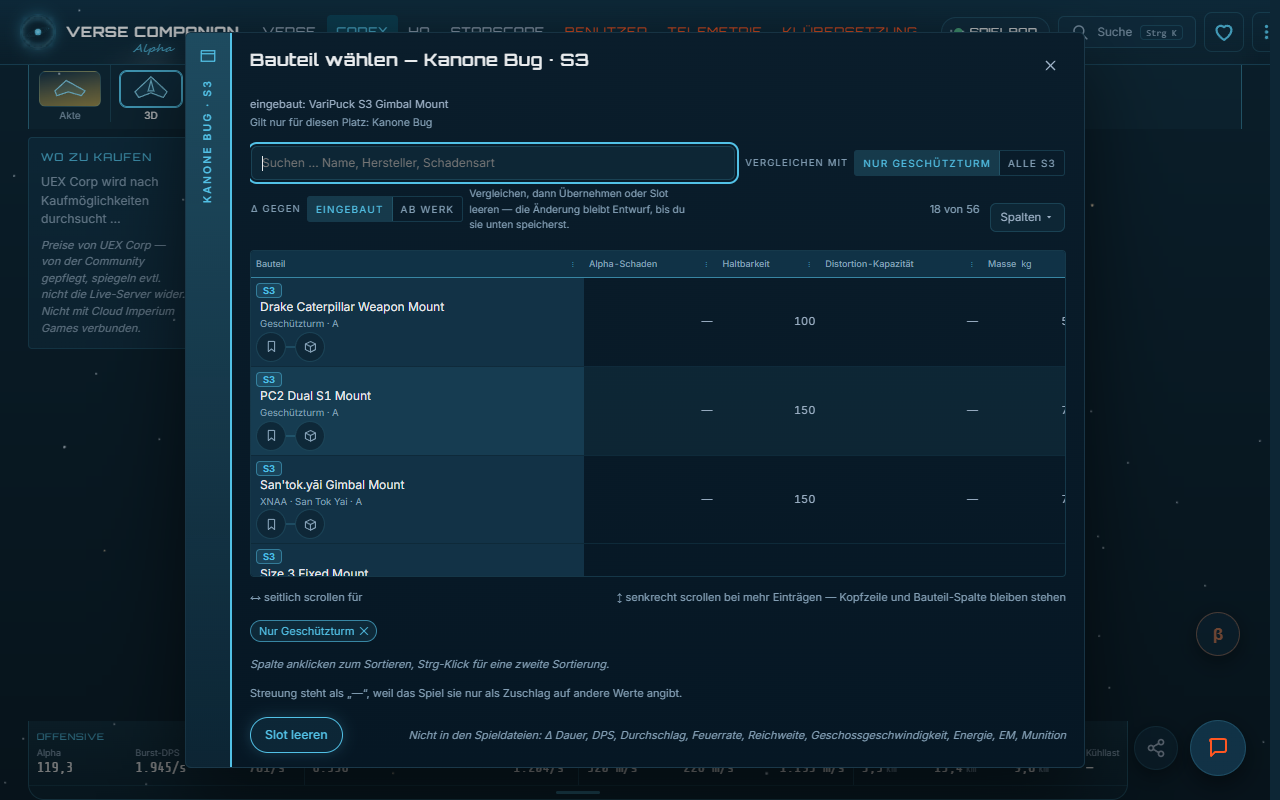 VERSE COMPANION
Alpha
VERSE
CODEX
HQ
STARSCAPE
BENUTZER
TELEMETRIE
KI-ÜBERSETZUNG
SPIELBAR
Suche Strg K
Akte
3D
WO ZU KAUFEN
UEX Corp wird nach
Kaufmöglichkeiten
durchsucht ...
Preise von UEX Corp —
von der Community
gepflegt, spiegeln evtl.
nicht die Live-Server wider.
Nicht mit Cloud Imperium
Games verbunden.
KANONE BUG · S3
Bauteil wählen — Kanone Bug · S3
eingebaut: VariPuck S3 Gimbal Mount
Gilt nur für diesen Platz: Kanone Bug
Suchen ... Name, Hersteller, Schadensart
VERGLEICHEN MIT
NUR GESCHÜTZTURM
ALLE S3
Δ GEGEN
EINGEBAUT
AB WERK
Vergleichen, dann Übernehmen oder Slot
leeren — die Änderung bleibt Entwurf, bis du
sie unten speicherst.
18 von 56
Spalten
Bauteil
Alpha-Schaden
Haltbarkeit
Distortion-Kapazität
Masse kg
S3
Drake Caterpillar Weapon Mount
Geschützturm · A
— 100 —
S3
PC2 Dual S1 Mount
Geschützturm · A
— 150 —
S3
San'tok.yāi Gimbal Mount
XNAA · San Tok Yai · A
— 150 —
S3
Size 3 Fixed Mount
↔ seitlich scrollen für
↕ senkrecht scrollen bei mehr Einträgen — Kopfzeile und Bauteil-Spalte bleiben stehen
Nur Geschützturm
Spalte anklicken zum Sortieren, Strg-Klick für eine zweite Sortierung.
Streuung steht als „—“, weil das Spiel sie nur als Zuschlag auf andere Werte angibt.
Slot leeren
Nicht in den Spieldateien: Δ Dauer, DPS, Durchschlag, Feuerrate, Reichweite, Geschossgeschwindigkeit, Energie, EM, Munition
OFFENSIVE
Alpha
119,3
Burst-DPS
1.945/s
Kühllast
—
β